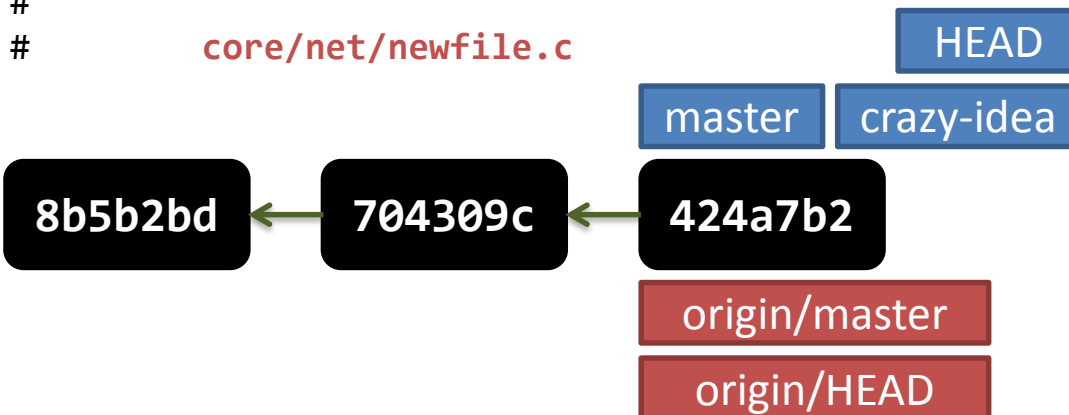 #
# core/net/newfile.c
HEAD
master crazy-idea
8b5b2bd 704309c 424a7b2
origin/master
origin/HEAD